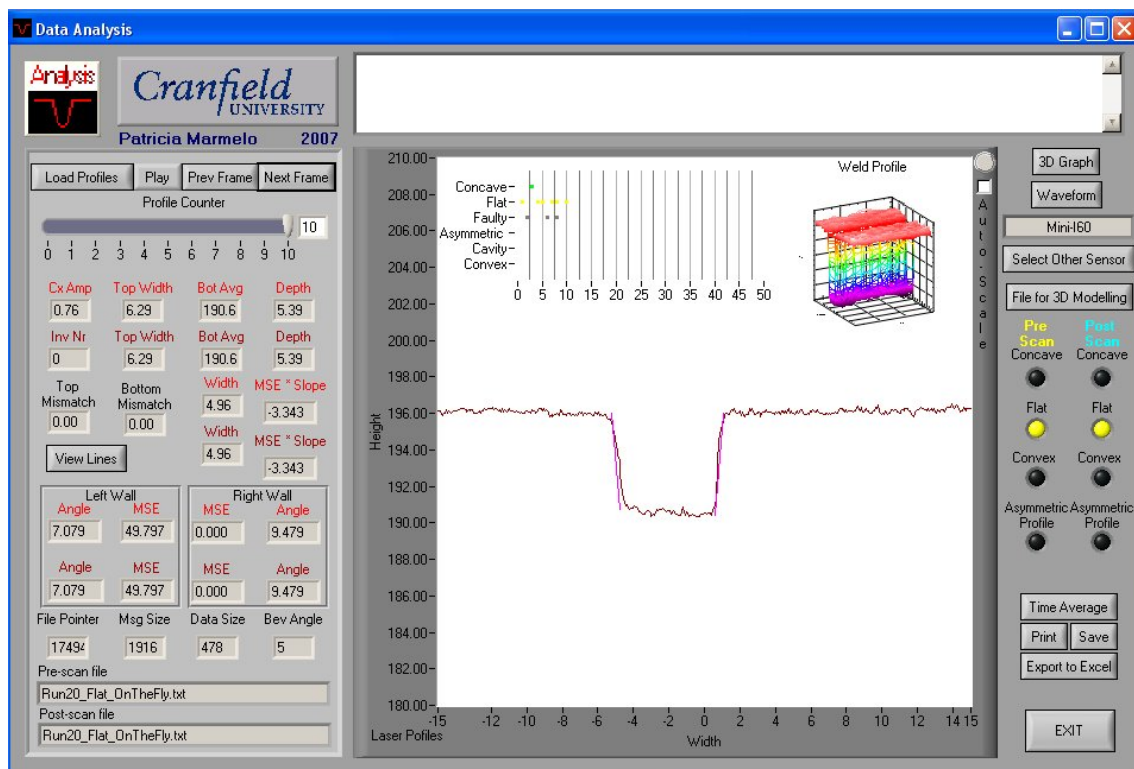 Data Analysis
Analysis
Cranfield
UNIVERSITY
Patricia Marmelo 2007
Load Profiles Play Prev Frame Next Frame
Profile Counter
10
0 1 2 3 4 5 6 7 8 9 10
Cx Amp Top Width Bot Avg Depth
0.76 6.29 190.6 5.39
Inv Nr Top Width Bot Avg Depth
0 6.29 190.6 5.39
Top Mismatch Bottom Mismatch Width MSE * Slope
0.00 0.00 4.96 -3.343
Width MSE * Slope
4.96 -3.343
View Lines
Left Wall Right Wall
Angle MSE MSE Angle
7.079 49.797 0.000 9.479
Angle MSE MSE Angle
7.079 49.797 0.000 9.479
File Pointer Msg Size Data Size Bev Angle
1916 478 5
Pre-scan file
Run20_Flat_OnTheFly.txt
Post-scan file
Run20_Flat_OnTheFly.txt
210.00
208.00
206.00
204.00
202.00
200.00
198.00
196.00
194.00
192.00
190.00
188.00
186.00
184.00
182.00
180.00
Height
-15 -14 -12 -10 -8 -6 -4 -2 0 2 4 6 8 10 12 14 15
Width
Laser Pofiles
Concave
Flat
Faulty
Asymmetric
Cavity
Convex
0 5 10 15 20 25 30 35 40 45 50
Weld Profile
Auto-Scale
3D Graph
Waveform
Mini-I60
Select Other Sensor
File for 3D Modelling
Pre Scan Post Scan
Concave Concave
Flat Flat
Convex Convex
Asymmetric Profile Asymmetric Profile
Time Average
Print Save
Export to Excel
EXIT